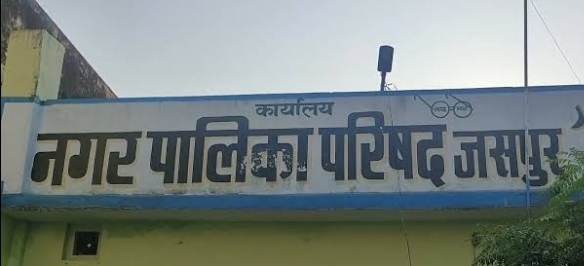 कार्यालय
नगर पालिका परिषद जसपुर